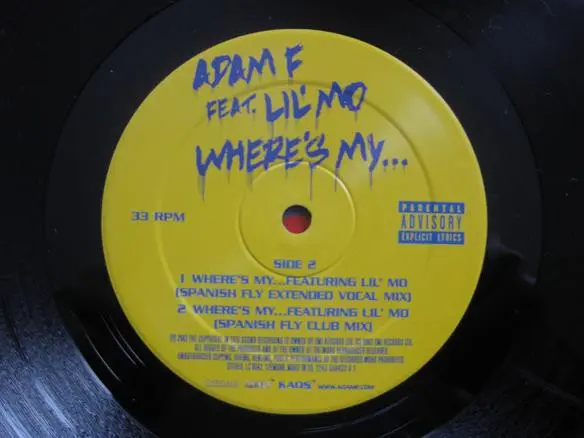 ADAM F
FEAT. LIL' MO
WHERE'S MY...
33 RPM
PARENTAL
ADVISORY
EXPLICIT LYRICS
SIDE 2
1 WHERE'S MY...FEATURING LIL' MO
(SPANISH FLY EXTENDED VOCAL MIX)
2 WHERE'S MY...FEATURING LIL' MO
(SPANISH FLY CLUB MIX)
KAOS WWW.ADAMF.COM